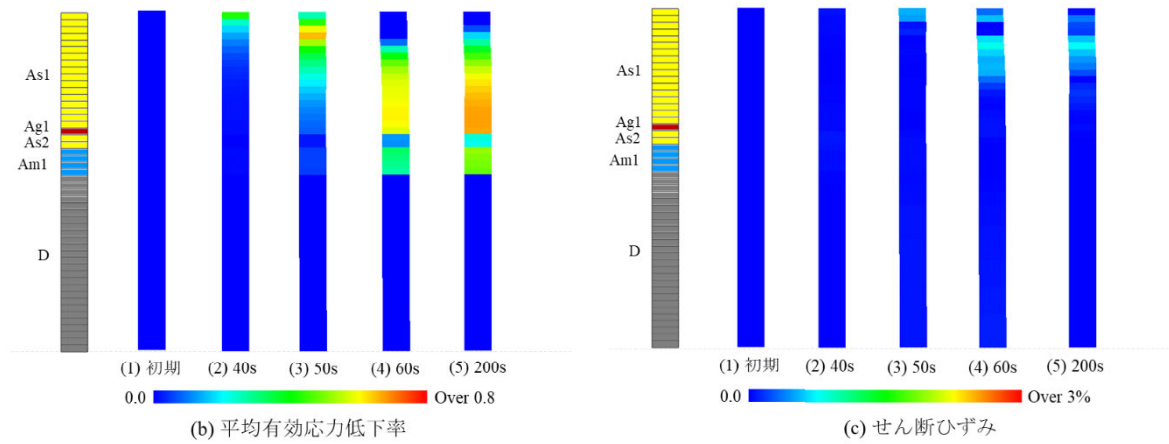 As1
Ag1
As2
Am1
D
(1) 初期 (2) 40s (3) 50s (4) 60s (5) 200s
0.0 Over 0.8
(b) 平均有効応力低下率
As1
Ag1
As2
Am1
D
(1) 初期 (2) 40s (3) 50s (4) 60s (5) 200s
0.0 Over 3%
(c) せん断ひずみ